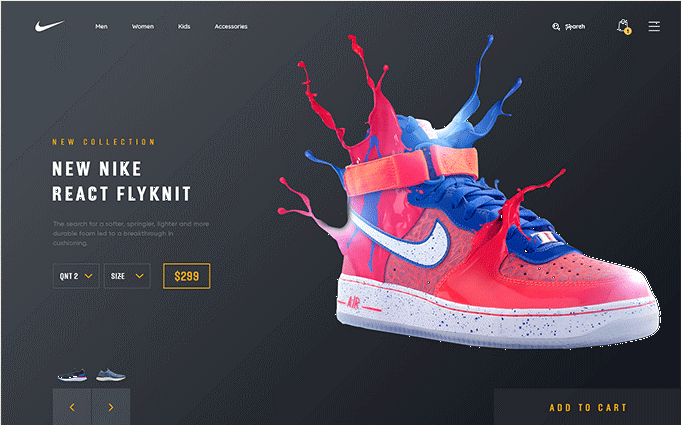 Men Women Kids Accessories Search 1
NEW COLLECTION
NEW NIKE
REACT FLYKNIT
The search for a softer, springier, lighter and more
durable foam led to a breakthrough in
cushioning.
QNT 2 SIZE $299
AIR
ADD TO CART